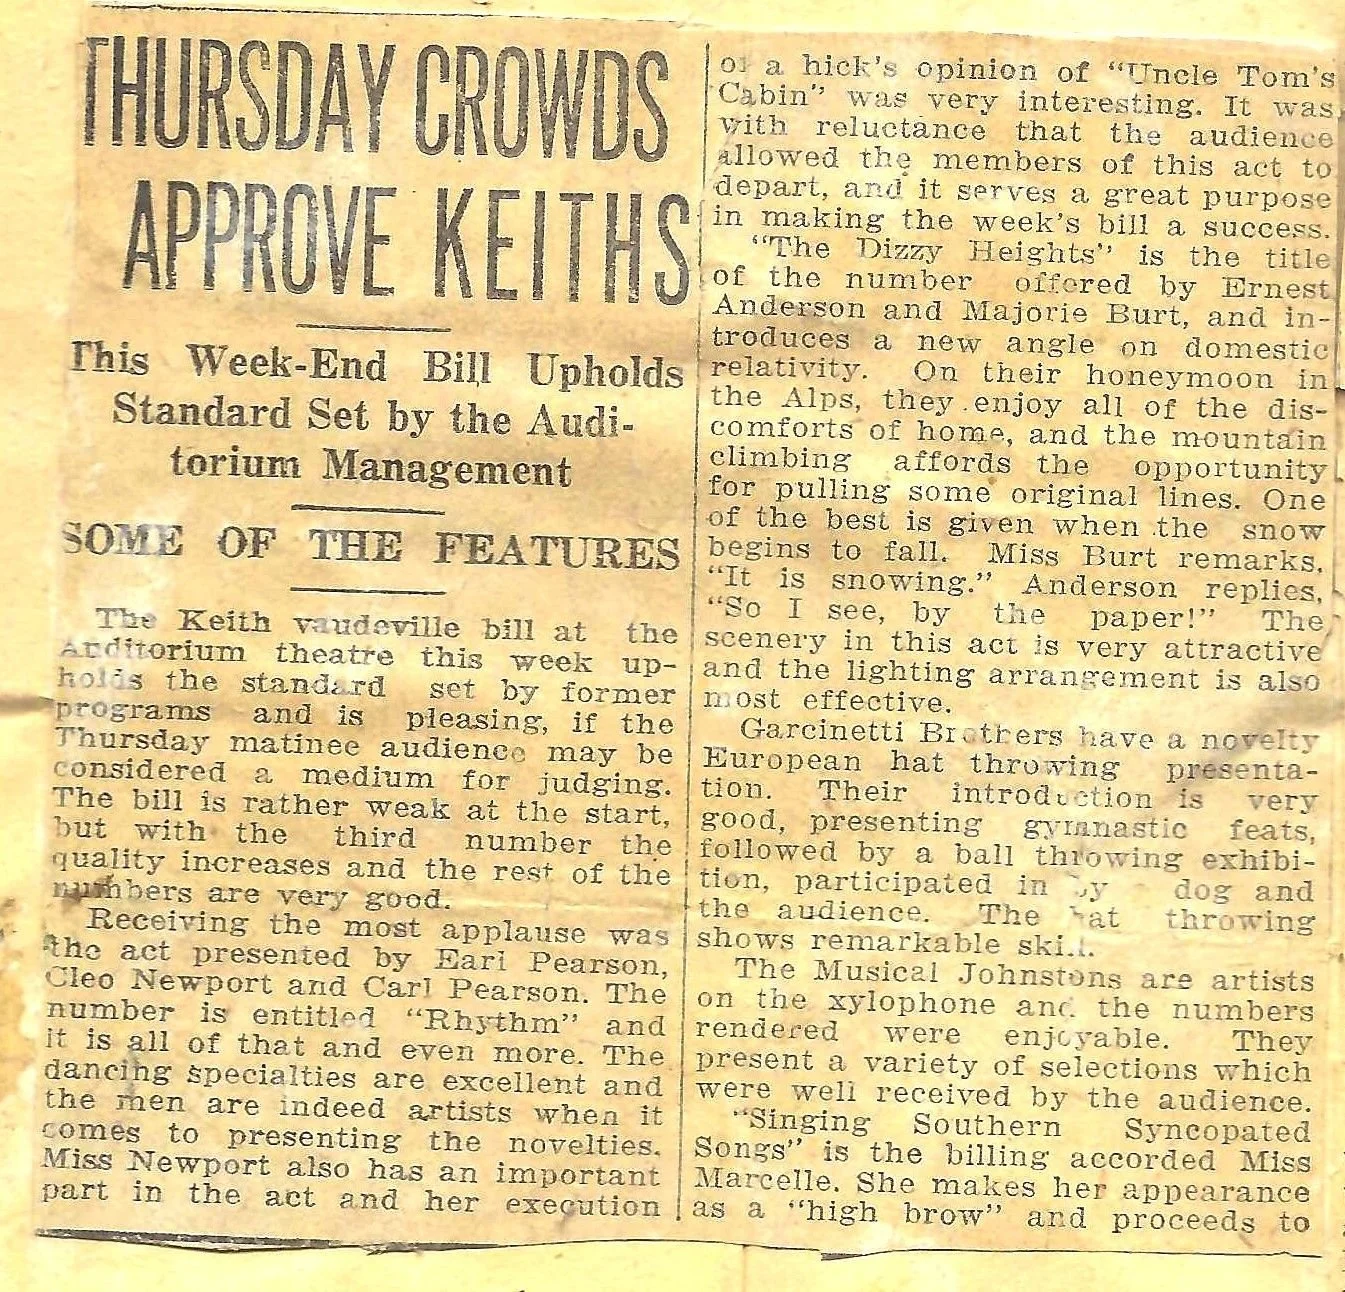 THURSDAY CROWDS
APPROVE KEITHS
This Week-End Bill Upholds
Standard Set by the Audi-
torium Management
SOME OF THE FEATURES
The Keith vaudeville bill at the
Auditorium theatre this week up-
holds the standard set by former
programs and is pleasing, if the
Thursday matinee audience may be
considered a medium for judging.
The bill is rather weak at the start,
but with the third number the
quality increases and the rest of the
numbers are very good.
Receiving the most applause was
the act presented by Earl Pearson,
Cleo Newport and Carl Pearson. The
number is entitled "Rhythm" and
it is all of that and even more. The
dancing specialties are excellent and
the men are indeed artists when it
comes to presenting the novelties.
Miss Newport also has an important
part in the act and her execution
of a hick's opinion of "Uncle Tom's
Cabin" was very interesting. It was
with reluctance that the audience
allowed the members of this act to
depart, and it serves a great purpose
in making the week's bill a success.
"The Dizzy Heights" is the title
of the number offered by Ernest
Anderson and Majorie Burt, and in-
troduces a new angle on domestic
relativity. On their honeymoon in
the Alps, they enjoy all of the dis-
comforts of home, and the mountain
climbing affords the opportunity
for pulling some original lines. One
of the best is given when the snow
begins to fall. Miss Burt remarks,
"It is snowing." Anderson replies,
"So I see, by the paper!" The
scenery in this act is very attractive
and the lighting arrangement is also
most effective.
Garcinetti Brothers have a novelty
European hat throwing presenta-
tion. Their introduction is very
good, presenting gymnastic feats,
followed by a ball throwing exhibi-
tion, participated in by dog and
the audience. The hat throwing
shows remarkable skill.
The Musical Johnstons are artists
on the xylophone and the numbers
rendered were enjoyable. They
present a variety of selections which
were well received by the audience.
"Singing Southern Syncopated
Songs" is the billing accorded Miss
Marcelle. She makes her appearance
as a "high brow" and proceeds to